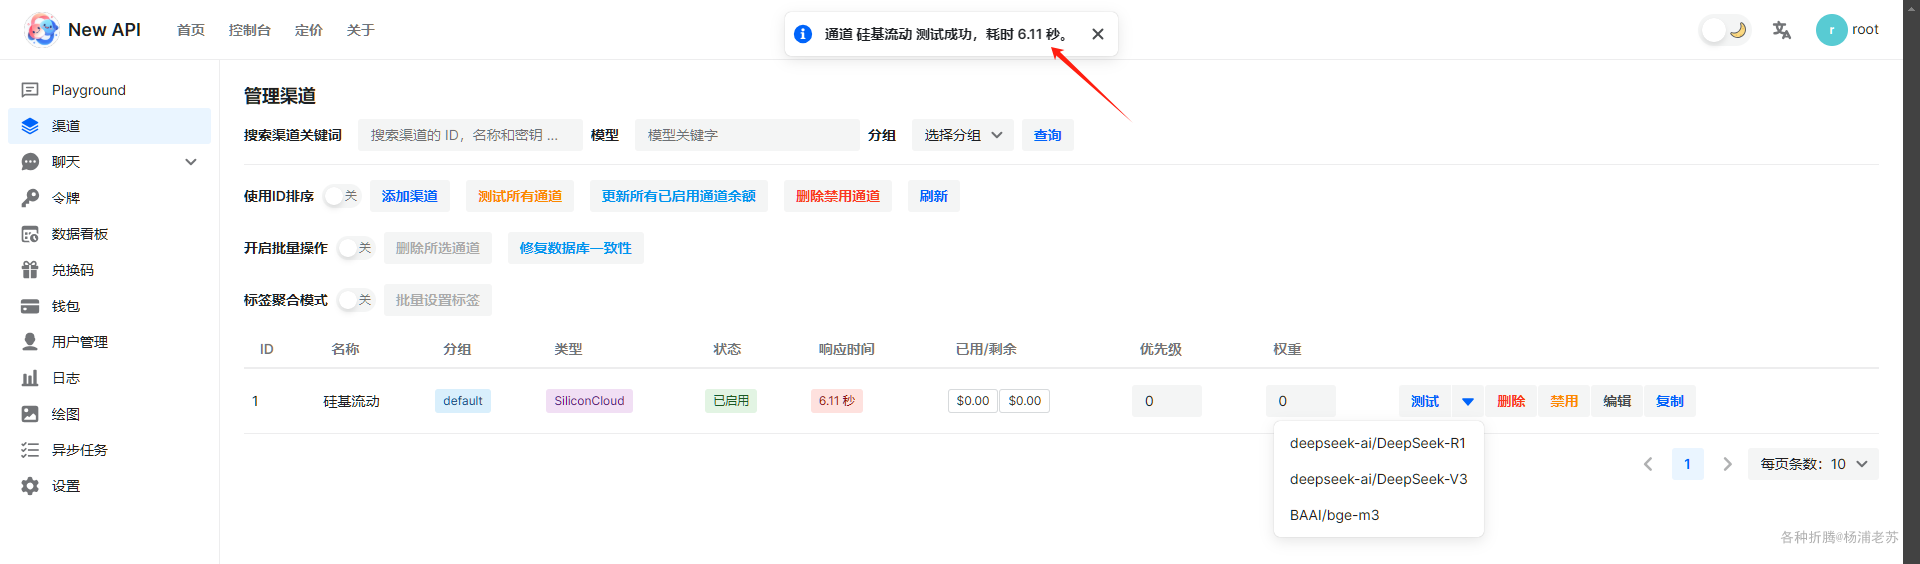 New API 首页 控制台 定价 关于
通道 硅基流动 测试成功，耗时 6.11 秒。
r root
Playground
渠道
聊天
令牌
数据看板
兑换码
钱包
用户管理
日志
绘图
异步任务
设置
管理渠道
搜索渠道关键词 搜索渠道的 ID，名称和密钥 ... 模型 模型关键字 分组 选择分组 查询
使用ID排序 关 添加渠道 测试所有通道 更新所有已启用通道余额 删除禁用通道 刷新
开启批量操作 关 删除所选通道 修复数据库一致性
标签聚合模式 关 批量设置标签
ID 名称 分组 类型 状态 响应时间 已用/剩余 优先级 权重
1 硅基流动 default SiliconCloud 已启用 6.11 秒 $0.00 $0.00 0 0 测试 删除 禁用 编辑 复制
deepseek-ai/DeepSeek-R1
deepseek-ai/DeepSeek-V3
BAAI/bge-m3
1 每页条数：10
各种折腾@杨浦老苏